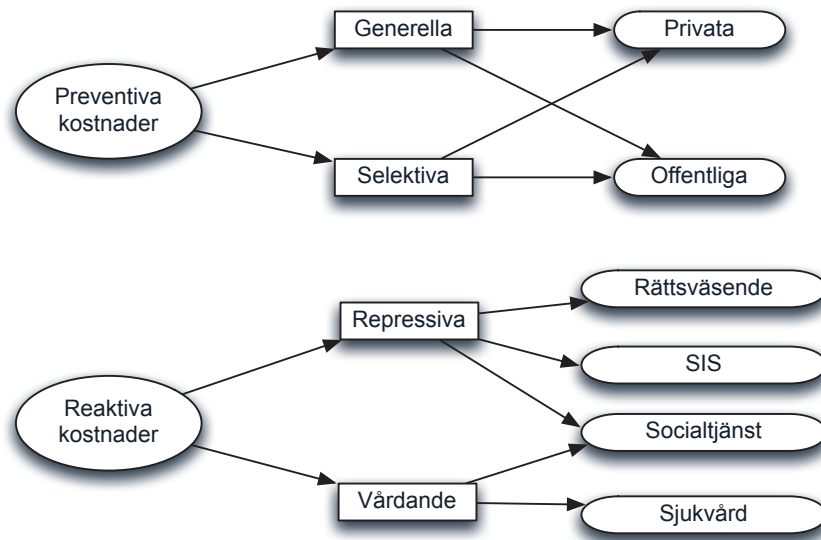 Generella
Privata
Preventiva
kostnader
Selektiva
Offentliga
Rättsväsende
Repressiva
SIS
Reaktiva
kostnader
Socialtjänst
Vårdande
Sjukvård